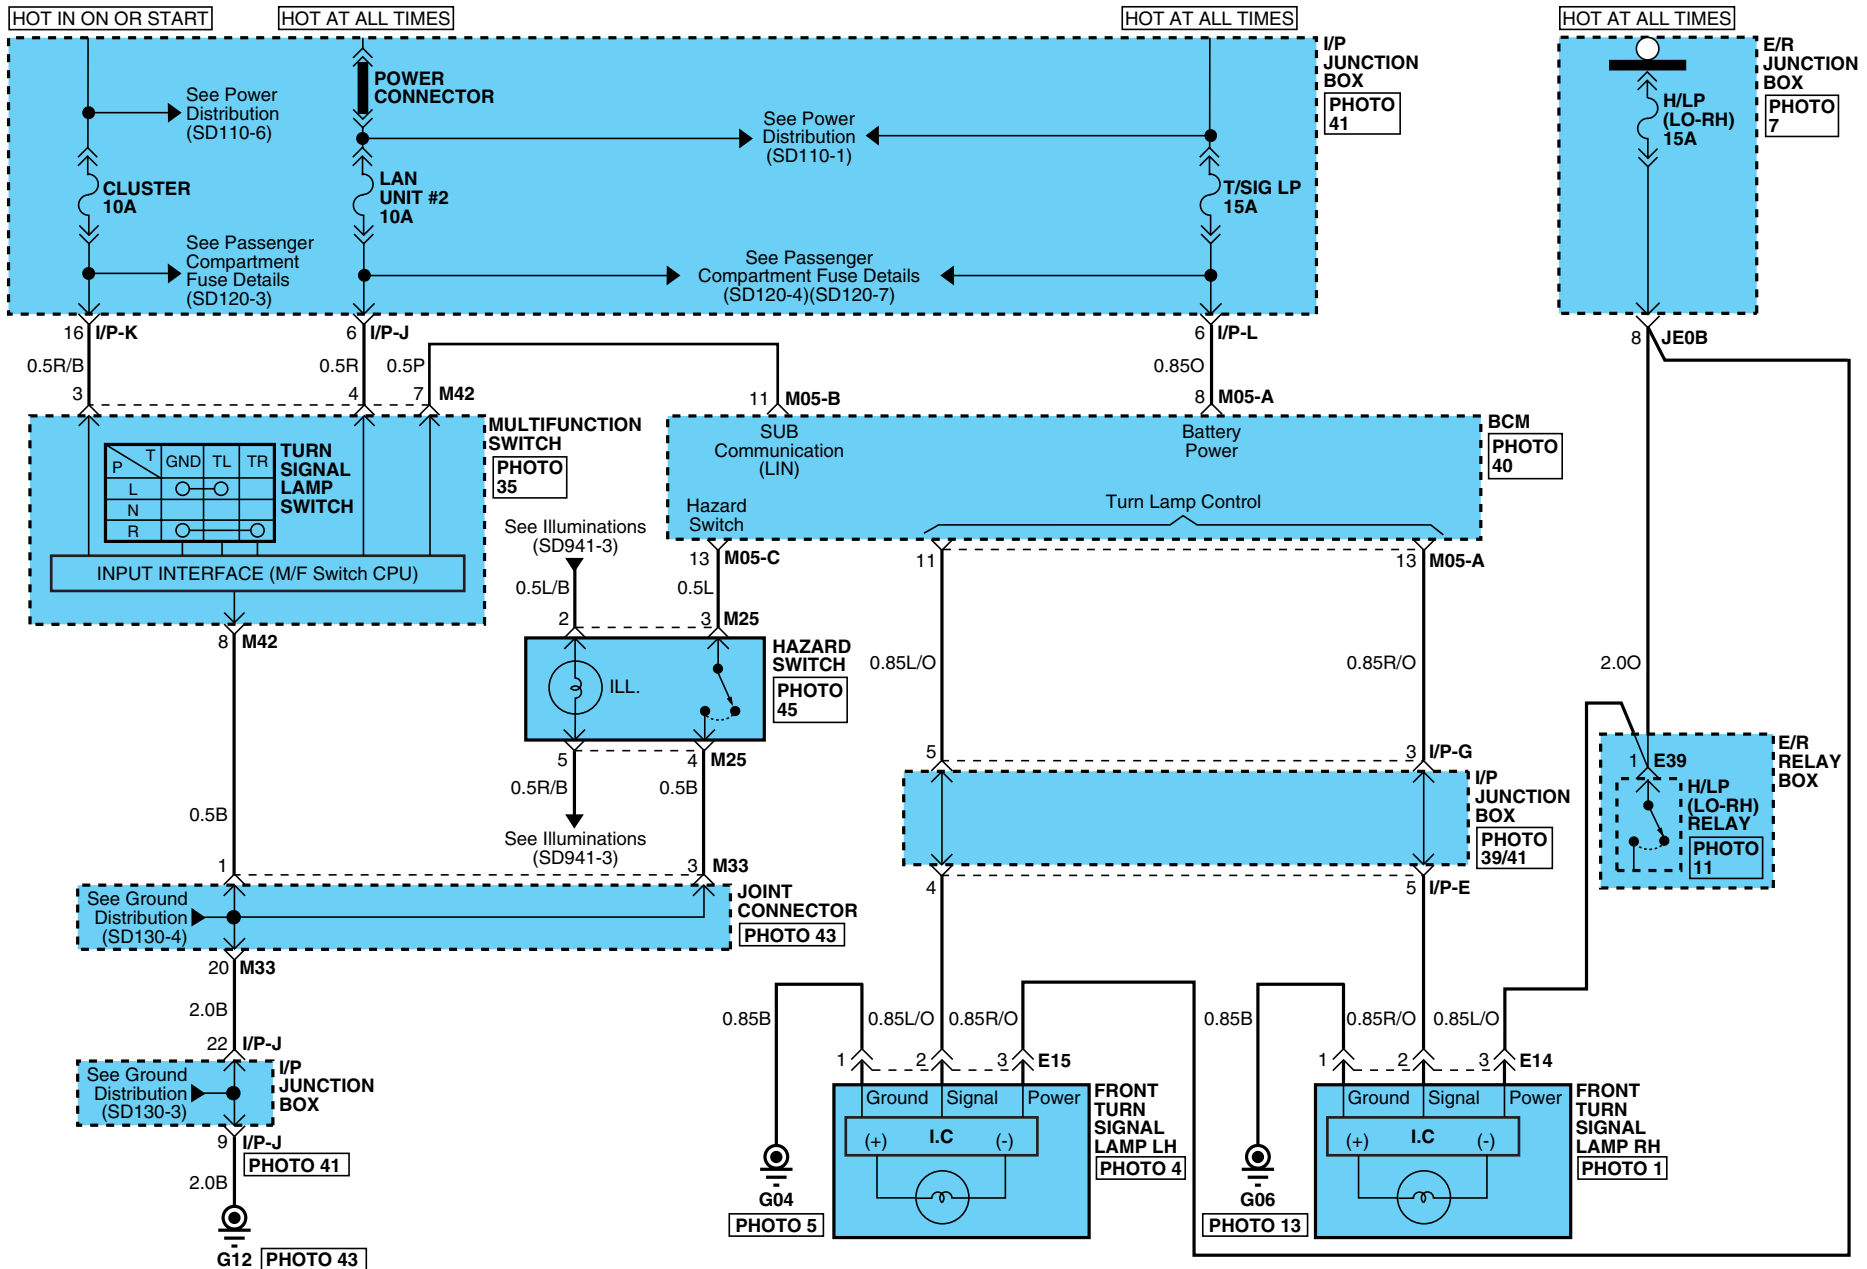 HOT IN ON OR START
HOT AT ALL TIMES
HOT AT ALL TIMES
HOT AT ALL TIMES
I/P
JUNCTION
BOX
PHOTO
41
E/R
JUNCTION
BOX
PHOTO
7
POWER
CONNECTOR
See Power
Distribution
(SD110-6)
See Power
Distribution
(SD110-1)
H/LP
(LO-RH)
15A
CLUSTER
10A
LAN
UNIT #2
10A
T/SIG LP
15A
See Passenger
Compartment
Fuse Details
(SD120-3)
See Passenger
Compartment Fuse Details
(SD120-4)(SD120-7)
16 I/P-K
6 I/P-J
6 I/P-L
8 JE0B
0.5R/B
0.5R
0.5P
0.85O
3
4
7 M42
11 M05-B
8 M05-A
MULTIFUNCTION
SWITCH
PHOTO
35
T
P
GND TL TR
L
N
R
TURN
SIGNAL
LAMP
SWITCH
INPUT INTERFACE (M/F Switch CPU)
8 M42
SUB
Communication
(LIN)
Battery
Power
BCM
PHOTO
40
Hazard
Switch
Turn Lamp Control
See Illuminations
(SD941-3)
13 M05-C
11
13 M05-A
0.5L/B
0.5L
2
3 M25
HAZARD
SWITCH
PHOTO
45
ILL.
0.85L/O
0.85R/O
2.0O
5
4 M25
0.5R/B
0.5B
See Illuminations
(SD941-3)
5
3 I/P-G
I/P
JUNCTION
BOX
PHOTO
39/41
4
5 I/P-E
E/R
RELAY
BOX
1 E39
H/LP
(LO-RH)
RELAY
PHOTO
11
0.5B
1
3 M33
See Ground
Distribution
(SD130-4)
JOINT
CONNECTOR
PHOTO 43
20 M33
2.0B
22 I/P-J
See Ground
Distribution
(SD130-3)
I/P
JUNCTION
BOX
9 I/P-J
PHOTO 41
2.0B
G12
PHOTO 43
0.85B
0.85L/O
0.85R/O
0.85B
0.85R/O
0.85L/O
1
2
3 E15
1
2
3 E14
Ground
Signal
Power
FRONT
TURN
SIGNAL
LAMP LH
PHOTO 4
(+)
I.C
(-)
G04
PHOTO 5
Ground
Signal
Power
FRONT
TURN
SIGNAL
LAMP RH
PHOTO 1
(+)
I.C
(-)
G06
PHOTO 13